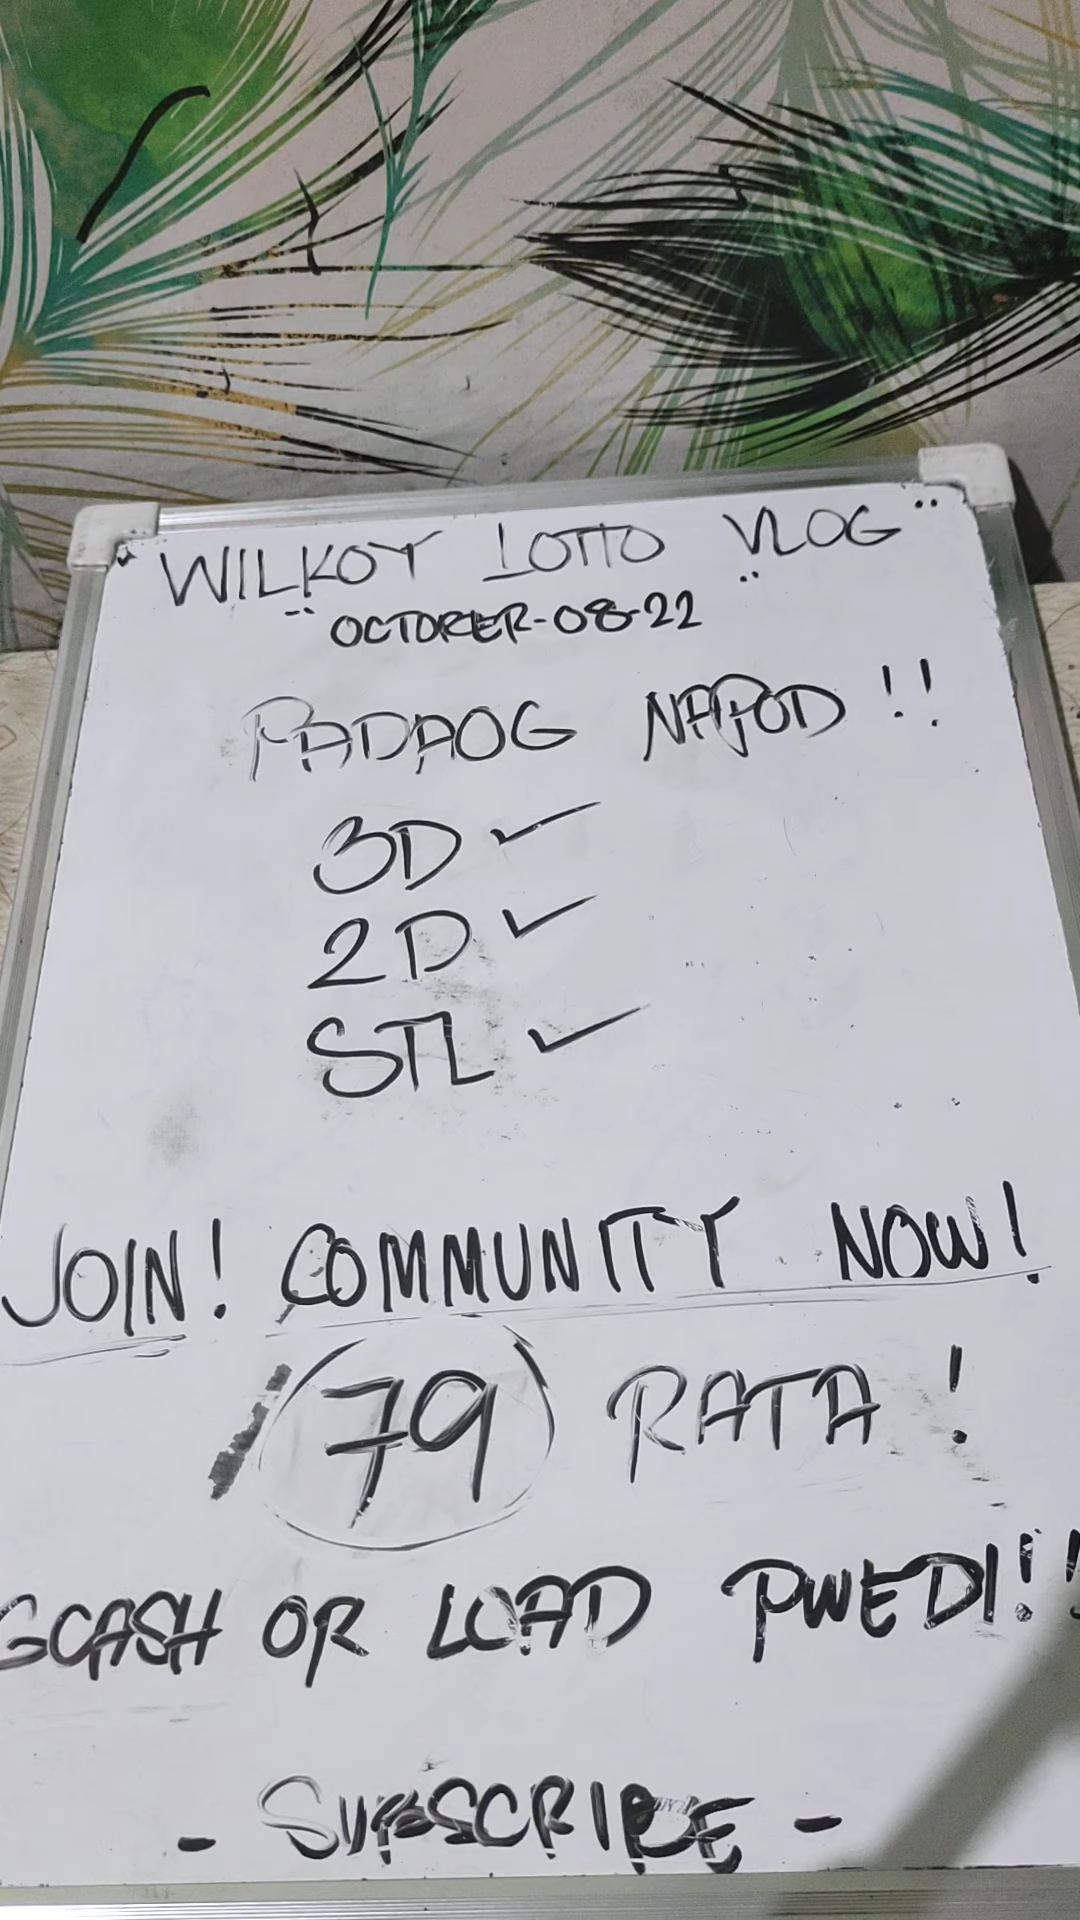 "WILKOY LOTTO VLOG"
"OCTOBER-08-22"
PADAOG NAPOD!!
3D ✓
2D ✓
STL ✓
JOIN! COMMUNITY NOW!
(79) RATA!
GCASH OR LOAD PWEDI!!
- SUBSCRIBE -